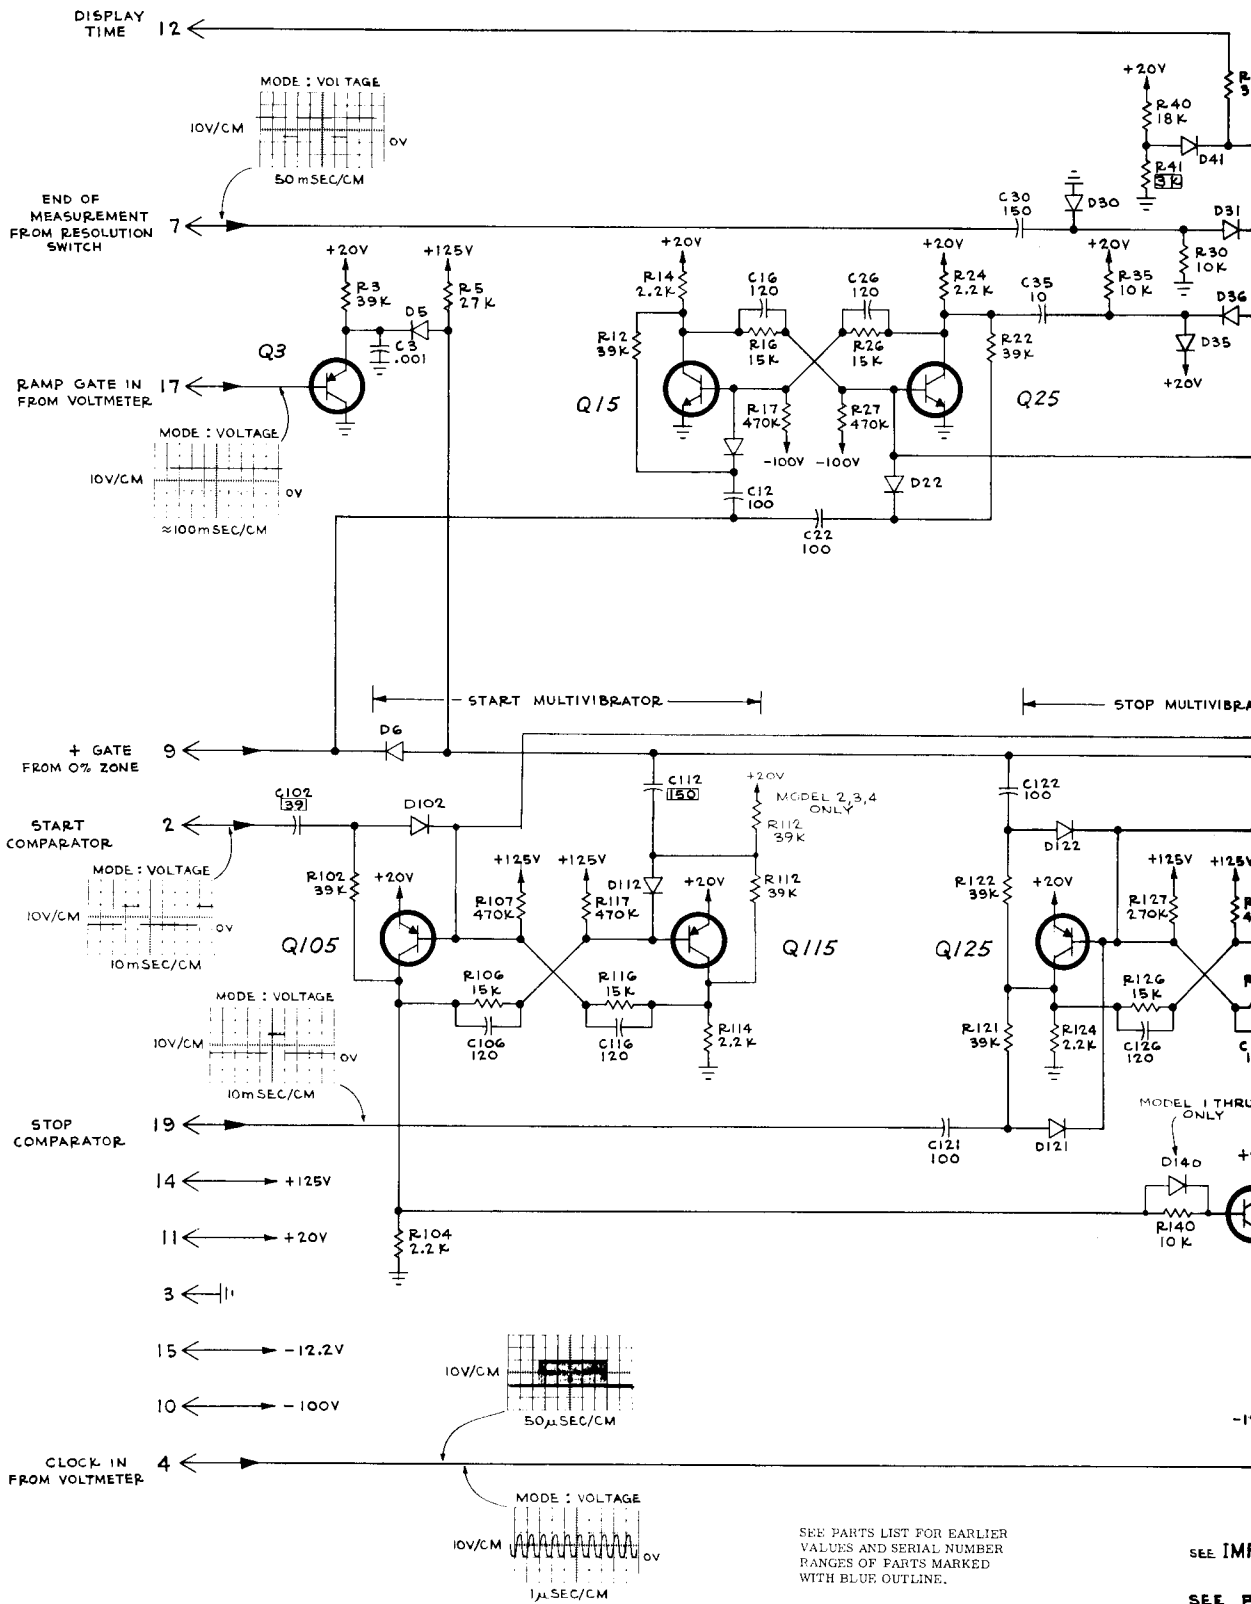 DISPLAY
TIME 12
MODE : VOLTAGE
10V/CM
0V
50 mSEC/CM
END OF
MEASUREMENT
FROM RESOLUTION
SWITCH
7
+20V
R40
18K
D41
R41
3K
C30
150
D30
D31
R30
10K
+20V
R3
39K
+125V
R5
27K
D5
C3
.001
Q3
RAMP GATE IN
FROM VOLTMETER
17
MODE : VOLTAGE
10V/CM
0V
≈100mSEC/CM
+20V
R14
2.2K
C16
120
R16
15K
R12
39K
C26
120
R26
15K
+20V
R24
2.2K
R22
39K
C35
10
+20V
R35
10K
D36
D35
+20V
Q15
R17
470K
-100V
R27
470K
-100V
Q25
C12
100
D22
C22
100
START MULTIVIBRATOR
STOP MULTIVIBRA
+ GATE
FROM 0% ZONE
9
D6
C102
39
D102
START
COMPARATOR
2
MODE : VOLTAGE
10V/CM
0V
10mSEC/CM
R102
39K
+20V
Q105
+125V
R107
470K
+125V
R117
470K
C112
150
+20V
MODEL 2,3,4
ONLY
R112
39K
D112
+20V
R112
39K
Q115
R106
15K
C106
120
R116
15K
C116
120
R114
2.2K
C122
100
D122
R122
39K
+20V
Q125
+125V
R127
270K
+125V
R
4
R126
15K
C126
120
R
C
1
R121
39K
R124
2.2K
MODE : VOLTAGE
10V/CM
0V
10mSEC/CM
STOP
COMPARATOR
19
C121
100
D121
MODEL 1 THRU
ONLY
D140
R140
10K
14 +125V
11 +20V
R104
2.2K
3
15 -12.2V
10 -100V
10V/CM
50µSEC/CM
CLOCK IN
FROM VOLTMETER
4
MODE : VOLTAGE
10V/CM
0V
1µSEC/CM
SEE PARTS LIST FOR EARLIER
VALUES AND SERIAL NUMBER
RANGES OF PARTS MARKED
WITH BLUE OUTLINE.
SEE